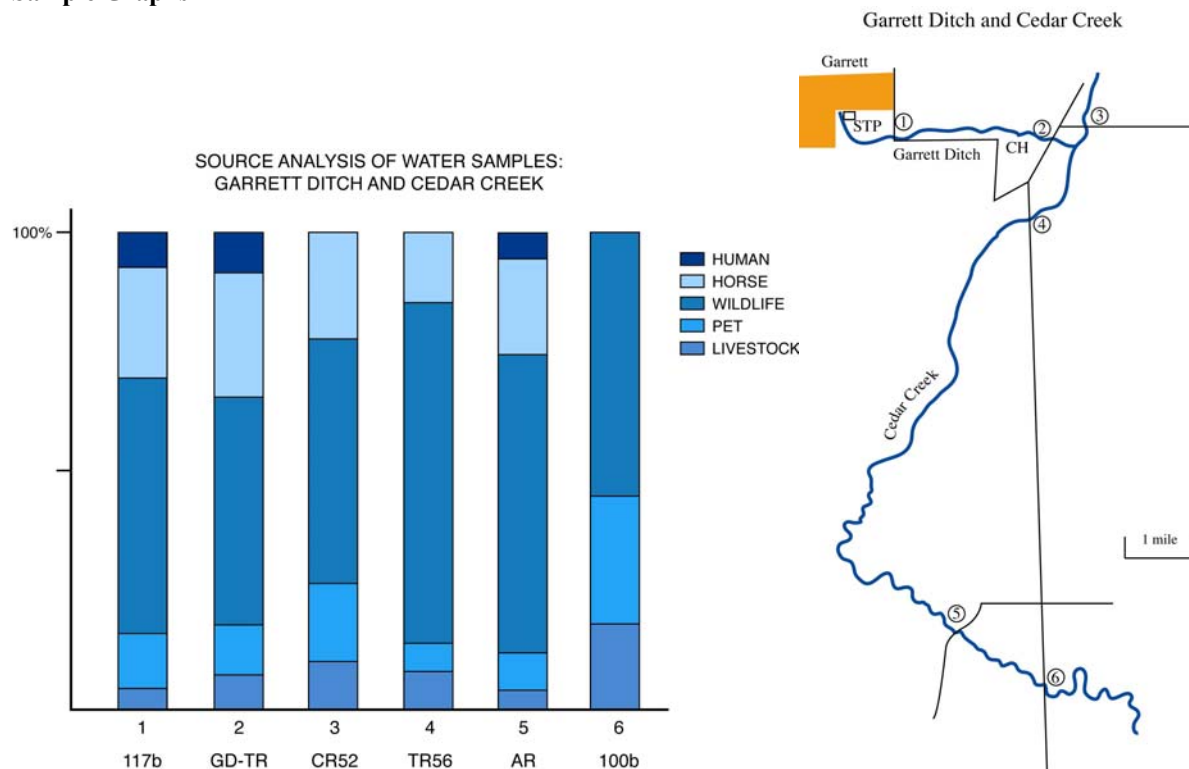 Garrett Ditch and Cedar Creek
SOURCE ANALYSIS OF WATER SAMPLES:
GARRETT DITCH AND CEDAR CREEK
100%
HUMAN
HORSE
WILDLIFE
PET
LIVESTOCK
1 2 3 4 5 6
117b GD-TR CR52 TR56 AR 100b
Garrett
STP
1
2
3
Garrett Ditch
CH
4
Cedar Creek
1 mile
5
6